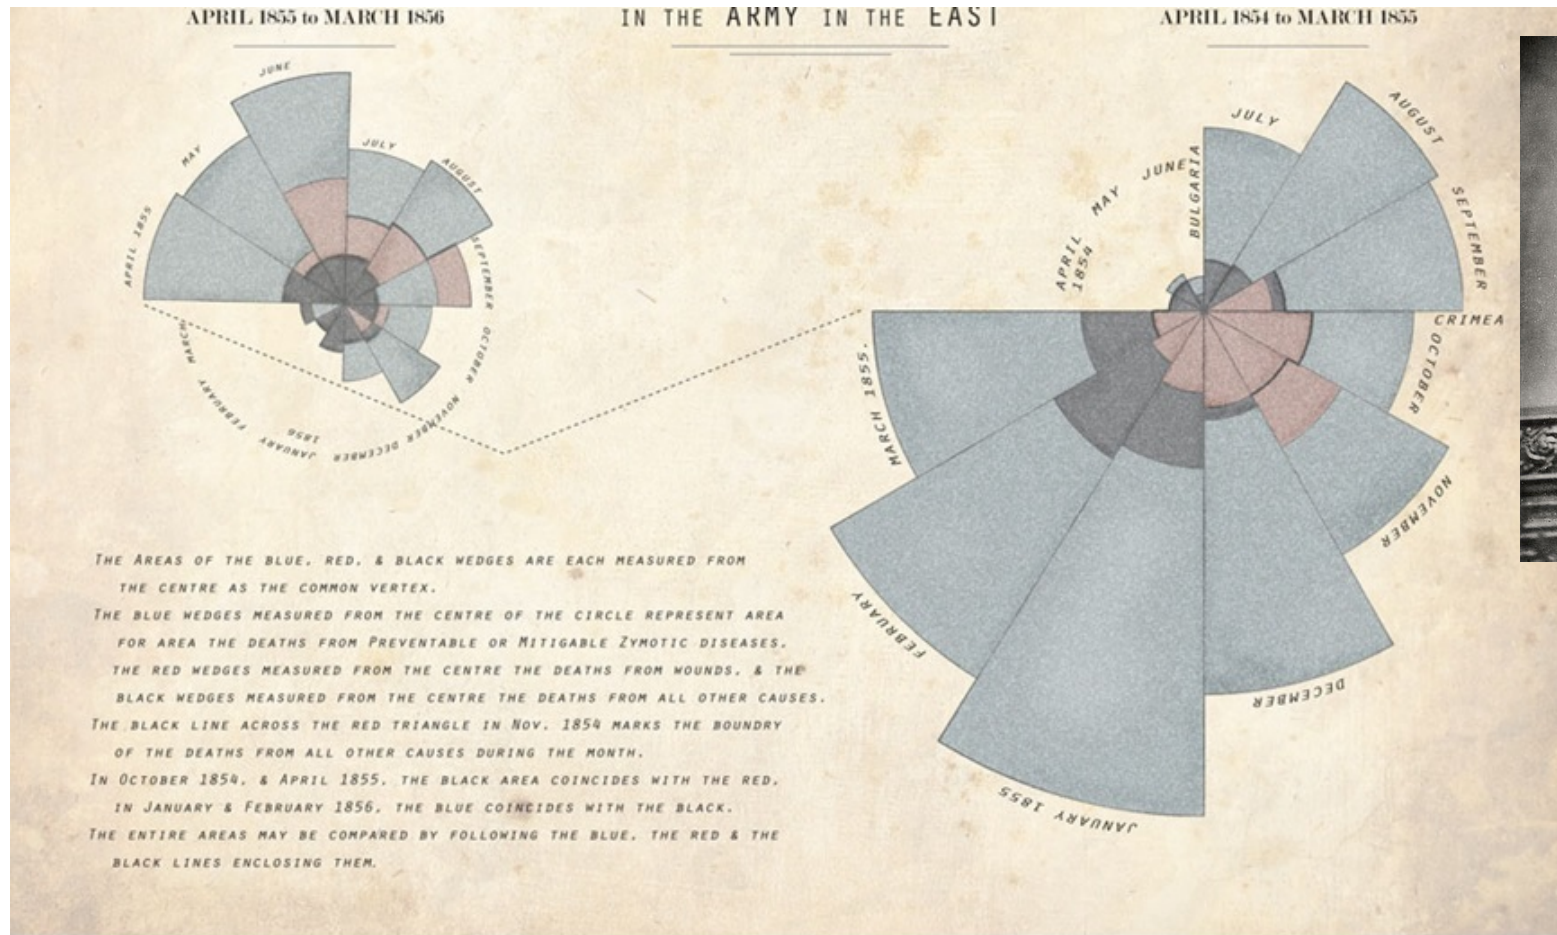 APRIL 1855 to MARCH 1856
IN THE ARMY IN THE EAST
APRIL 1854 to MARCH 1855
JUNE
MAY
JULY
AUGUST
APRIL 1855
SEPTEMBER
OCTOBER
NOVEMBER
DECEMBER
JANUARY 1856
FEBRUARY
MARCH
JULY
AUGUST
BULGARIA
JUNE
MAY
APRIL 1854
SEPTEMBER
CRIMEA
OCTOBER
NOVEMBER
DECEMBER
JANUARY 1855
FEBRUARY
MARCH 1855.
THE AREAS OF THE BLUE, RED, & BLACK WEDGES ARE EACH MEASURED FROM
THE CENTRE AS THE COMMON VERTEX.
THE BLUE WEDGES MEASURED FROM THE CENTRE OF THE CIRCLE REPRESENT AREA
FOR AREA THE DEATHS FROM PREVENTABLE OR MITIGABLE ZYMOTIC DISEASES,
THE RED WEDGES MEASURED FROM THE CENTRE THE DEATHS FROM WOUNDS, & THE
BLACK WEDGES MEASURED FROM THE CENTRE THE DEATHS FROM ALL OTHER CAUSES.
THE BLACK LINE ACROSS THE RED TRIANGLE IN NOV. 1854 MARKS THE BOUNDRY
OF THE DEATHS FROM ALL OTHER CAUSES DURING THE MONTH.
IN OCTOBER 1854, & APRIL 1855, THE BLACK AREA COINCIDES WITH THE RED,
IN JANUARY & FEBRUARY 1856, THE BLUE COINCIDES WITH THE BLACK.
THE ENTIRE AREAS MAY BE COMPARED BY FOLLOWING THE BLUE, THE RED & THE
BLACK LINES ENCLOSING THEM.